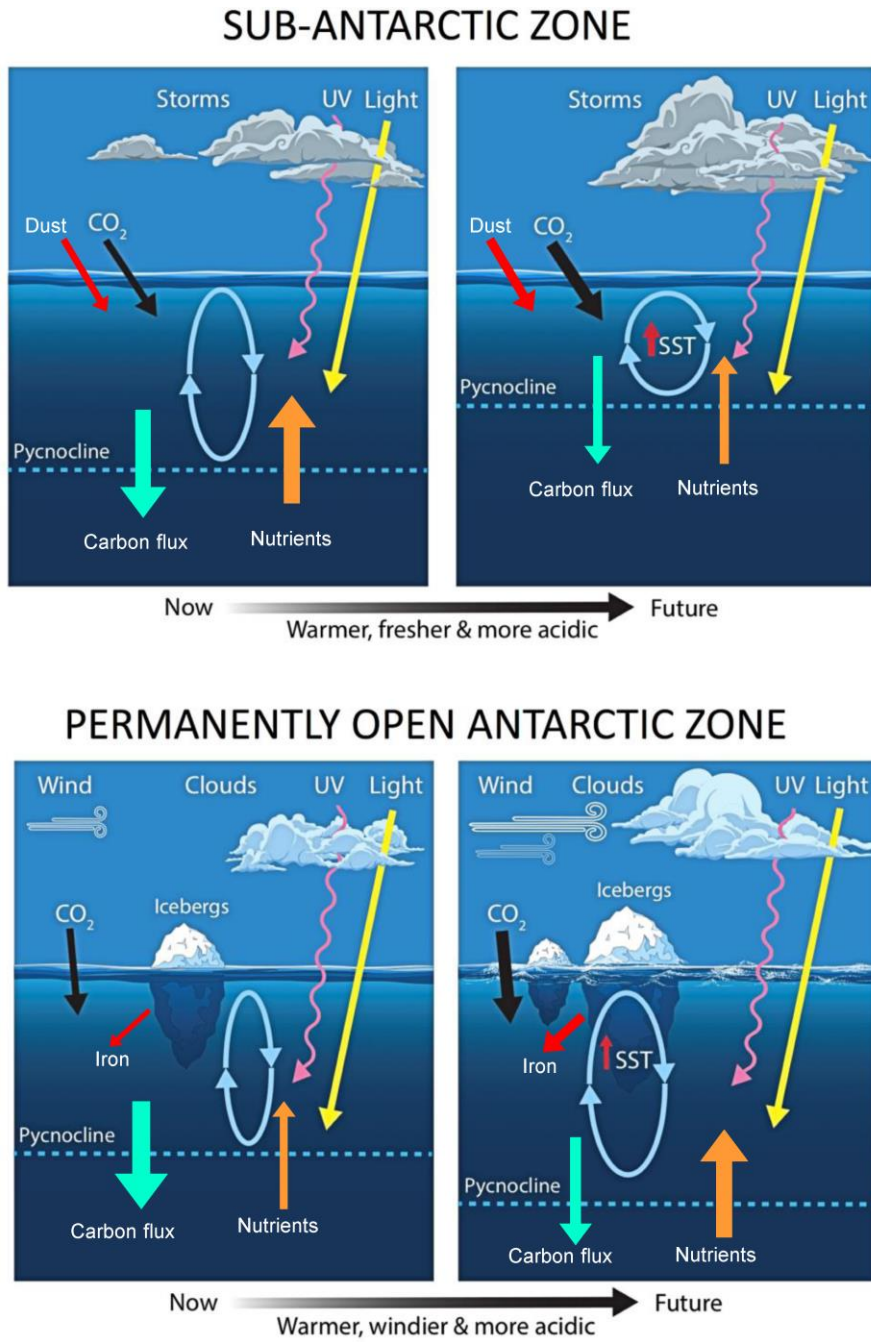 SUB-ANTARCTIC ZONE
Storms UV Light
Dust CO₂
Pycnocline
Carbon flux Nutrients
Storms UV Light
Dust CO₂
SST
Pycnocline
Carbon flux Nutrients
Now Future
Warmer, fresher & more acidic
PERMANENTLY OPEN ANTARCTIC ZONE
Wind Clouds UV Light
Icebergs
CO₂
Iron
Pycnocline
Carbon flux Nutrients
Wind Clouds UV Light
Icebergs
CO₂
Iron SST
Pycnocline
Carbon flux Nutrients
Now Future
Warmer, windier & more acidic